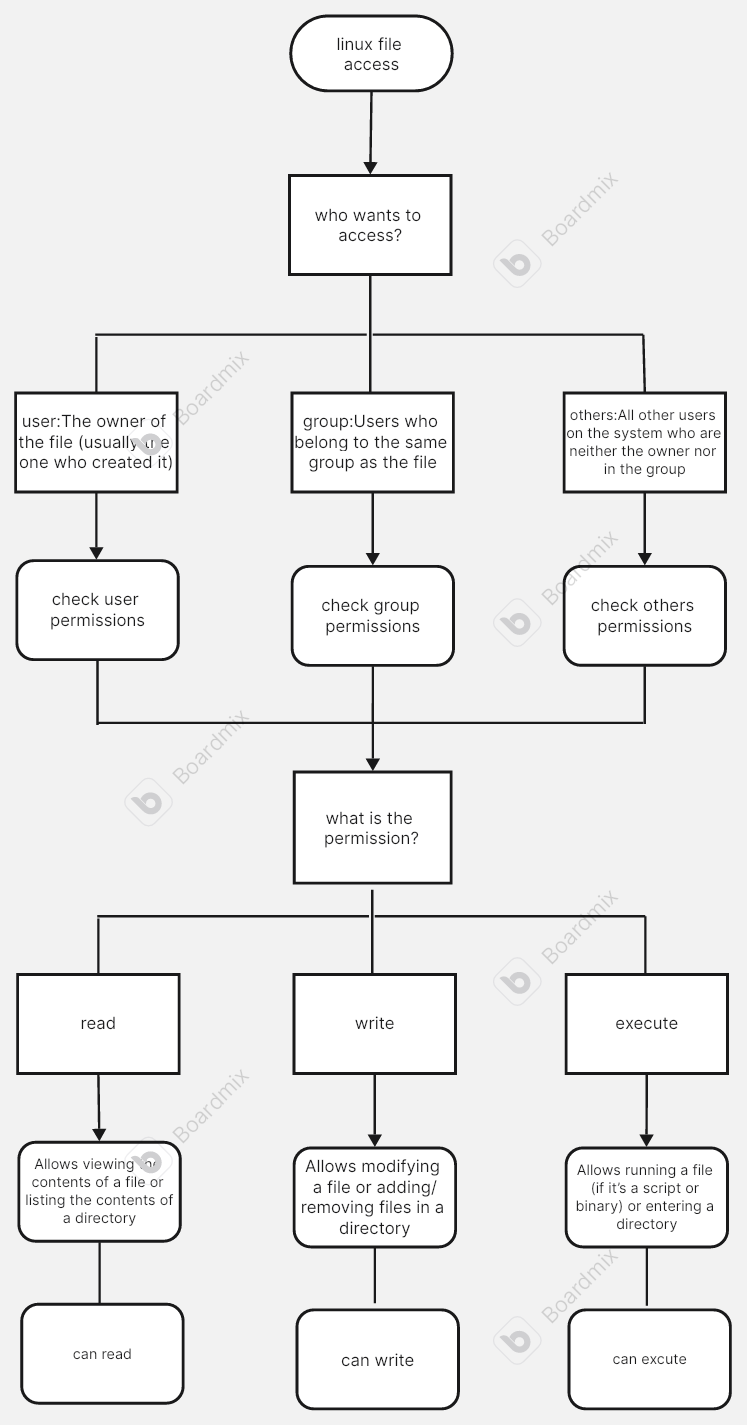 linux file
access
who wants to
access?
user:The owner of
the file (usually the
one who created it)
group:Users who
belong to the same
group as the file
others:All other users
on the system who are
neither the owner nor
in the group
check user
permissions
check group
permissions
check others
permissions
what is the
permission?
read
write
execute
Allows viewing the
contents of a file or
listing the contents of
a directory
Allows modifying
a file or adding/
removing files in a
directory
Allows running a file
(if it’s a script or
binary) or entering a
directory
can read
can write
can excute
Boardmix
Boardmix
Boardmix
Boardmix
Boardmix
Boardmix
Boardmix